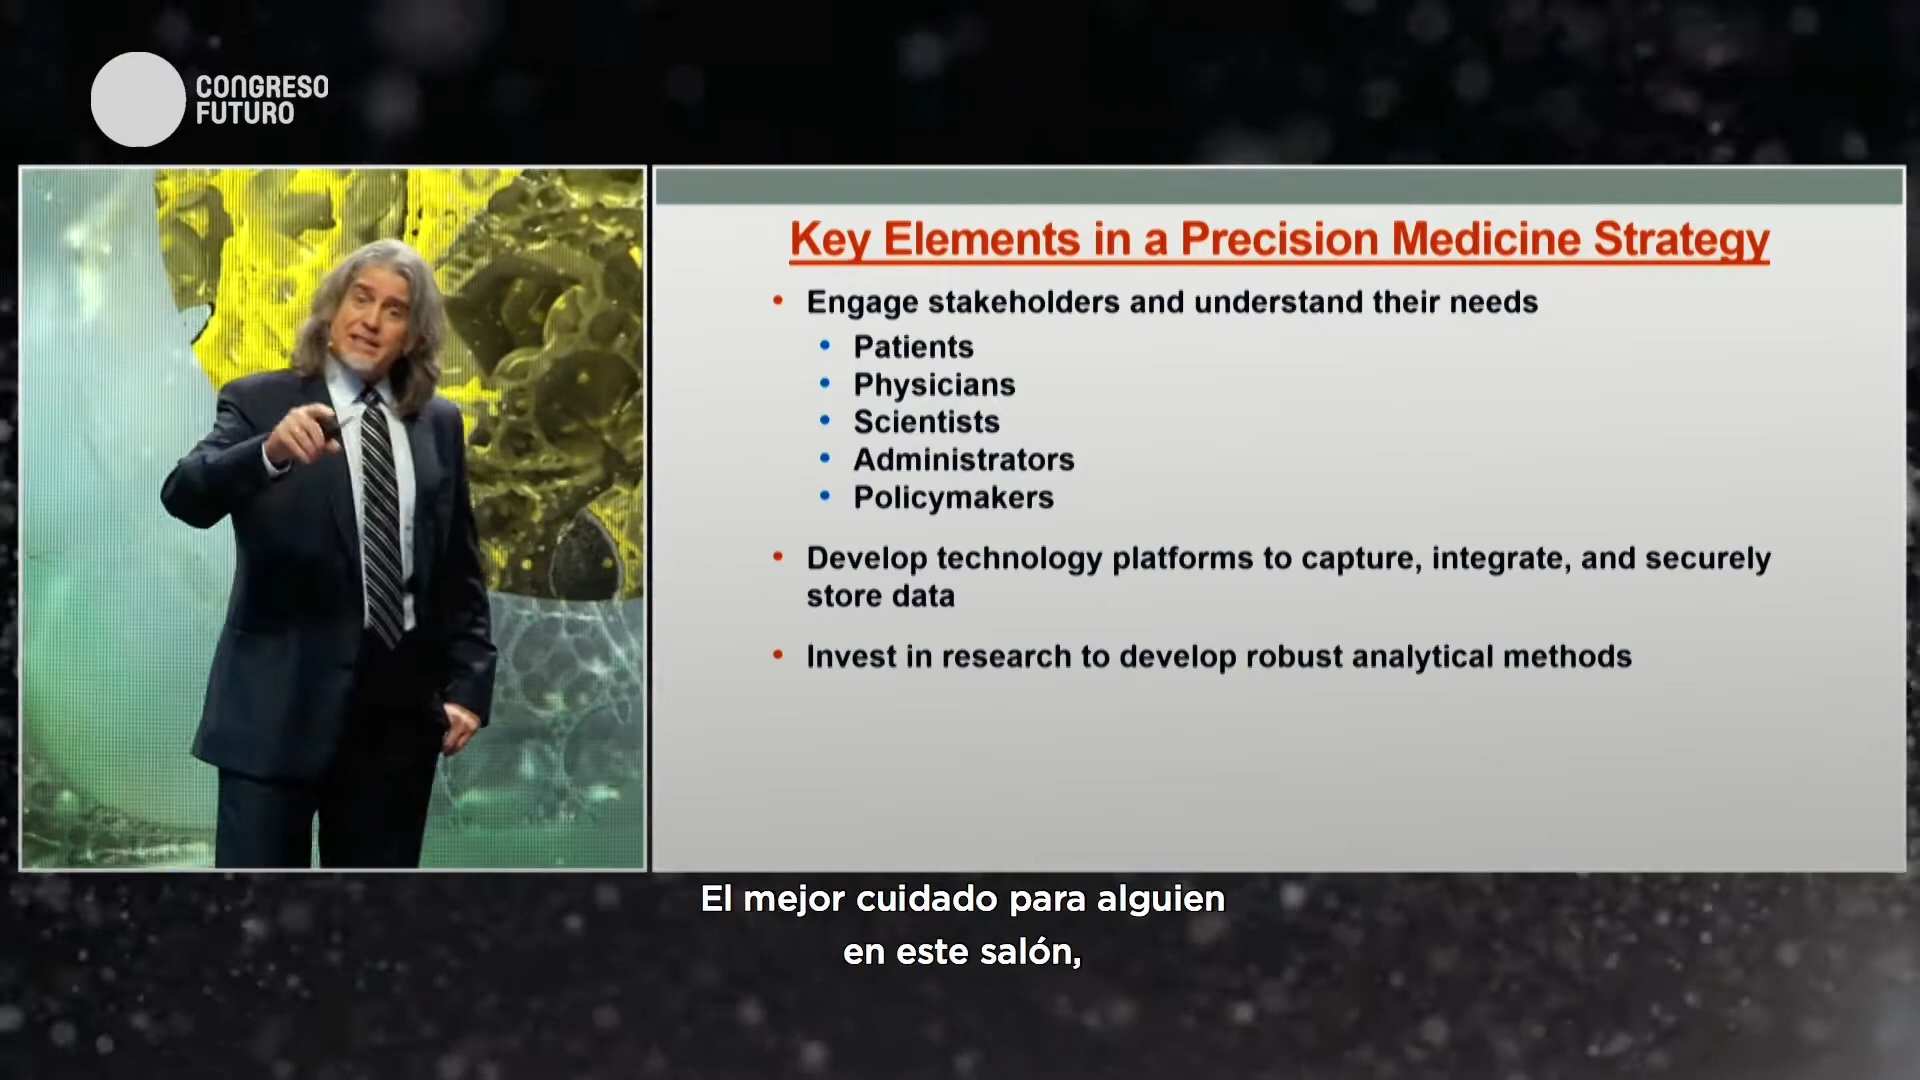 CONGRESO
FUTURO
Key Elements in a Precision Medicine Strategy
• Engage stakeholders and understand their needs
• Patients
• Physicians
• Scientists
• Administrators
• Policymakers
• Develop technology platforms to capture, integrate, and securely
store data
• Invest in research to develop robust analytical methods
El mejor cuidado para alguien
en este salón,